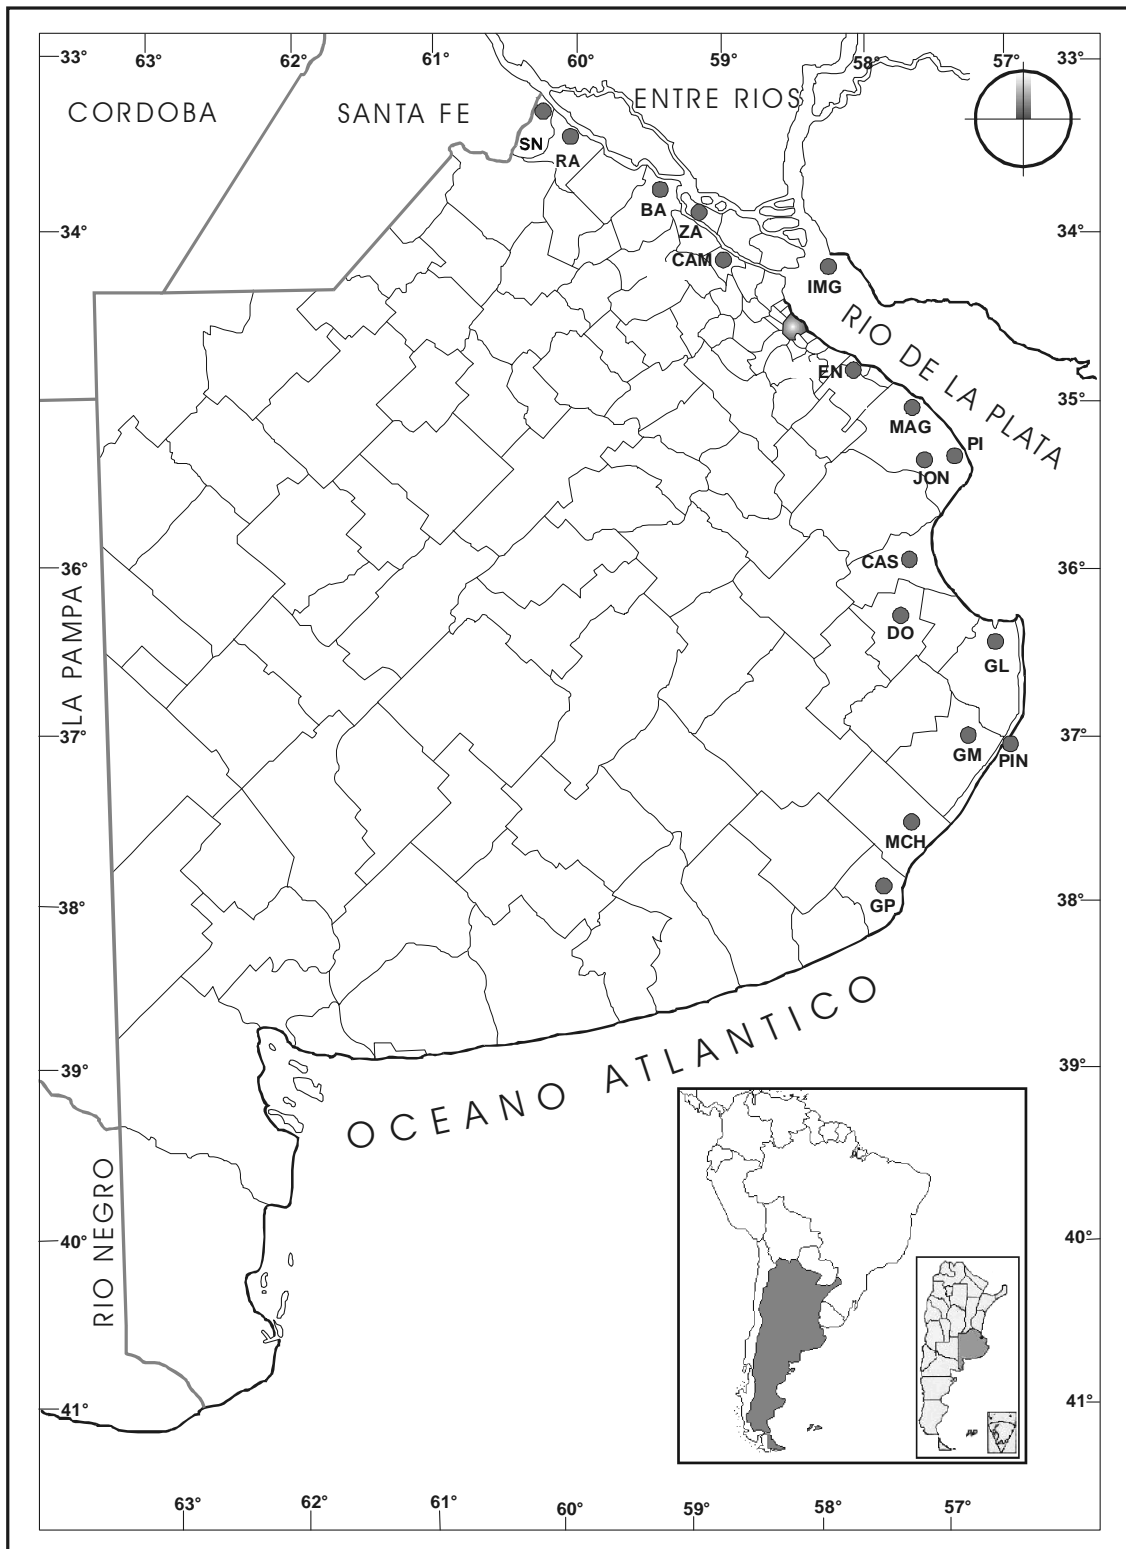 63° 62° 61° 60° 59° 58° 57°
33° 33°
CORDOBA SANTA FE ENTRE RIOS
SN
RA
BA
ZA
34° 34°
CAM
IMG
RIO DE LA PLATA
EN
35° 35°
MAG
PI
JON
CAS
36° 36°
LA PAMPA
DO
GL
37° 37°
GM PIN
MCH
38° 38°
GP
OCEANO ATLANTICO
39° 39°
RIO NEGRO
40° 40°
41° 41°
63° 62° 61° 60° 59° 58° 57°